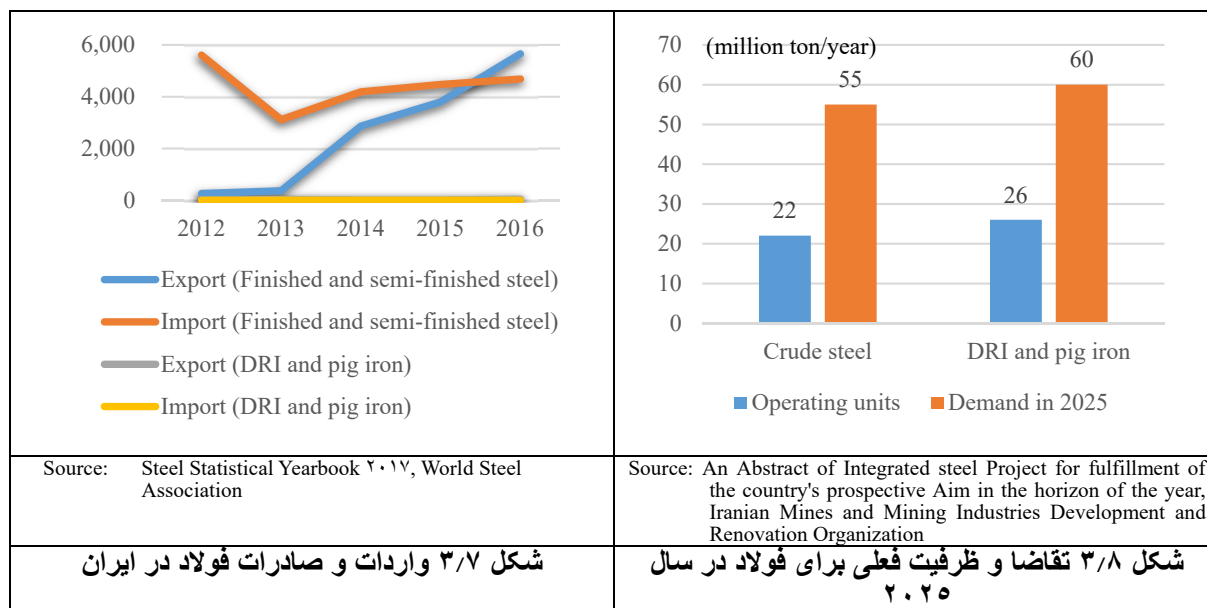 6,000
4,000
2,000
0
2012 2013 2014 2015 2016
Export (Finished and semi-finished steel)
Import (Finished and semi-finished steel)
Export (DRI and pig iron)
Import (DRI and pig iron)
Source: Steel Statistical Yearbook ۲۰۱۷, World Steel
Association
شکل ۳٫۷ واردات و صادرات فولاد در ایران
(million ton/year)
70
60
50
40
30
20
10
0
22
55
26
60
Crude steel DRI and pig iron
Operating units Demand in 2025
Source: An Abstract of Integrated steel Project for fulfillment of
the country's prospective Aim in the horizon of the year,
Iranian Mines and Mining Industries Development and
Renovation Organization
شکل ۳٫۸ تقاضا و ظرفیت فعلی برای فولاد در سال
۲۰۲۵